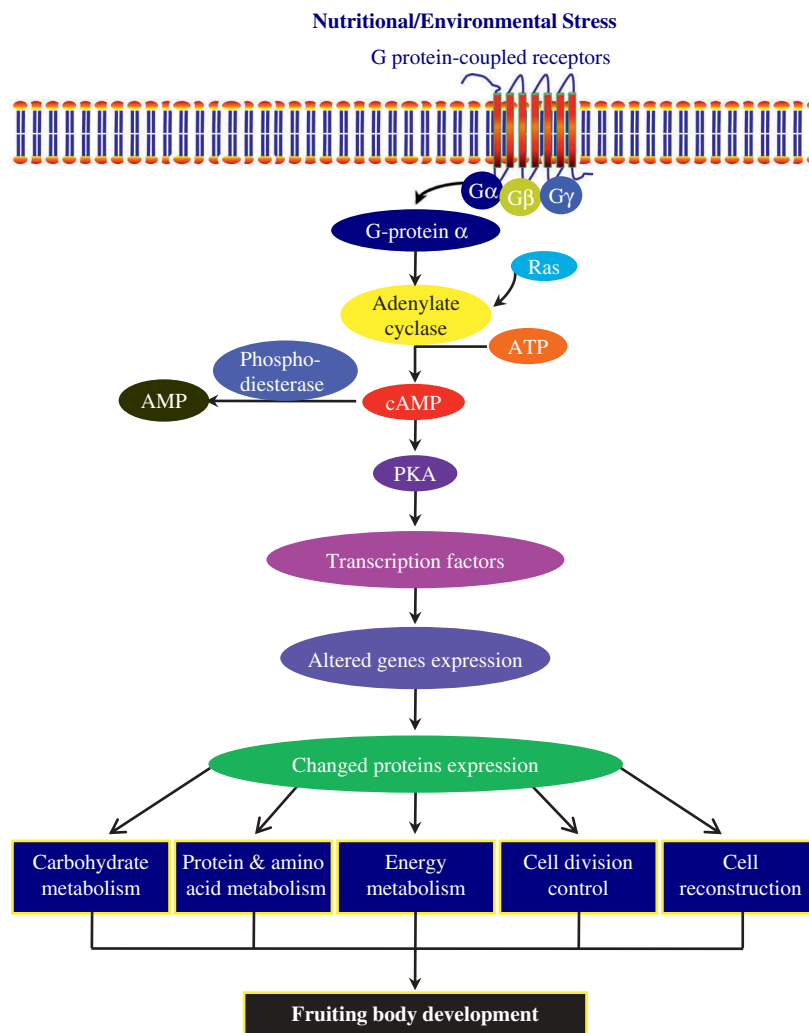 Nutritional/Environmental Stress
G protein-coupled receptors
Gα
Gβ
Gγ
G-protein α
Ras
Adenylate
cyclase
ATP
Phospho-
diesterase
AMP
cAMP
PKA
Transcription factors
Altered genes expression
Changed proteins expression
Carbohydrate
metabolism
Protein & amino
acid metabolism
Energy
metabolism
Cell division
control
Cell
reconstruction
Fruiting body development